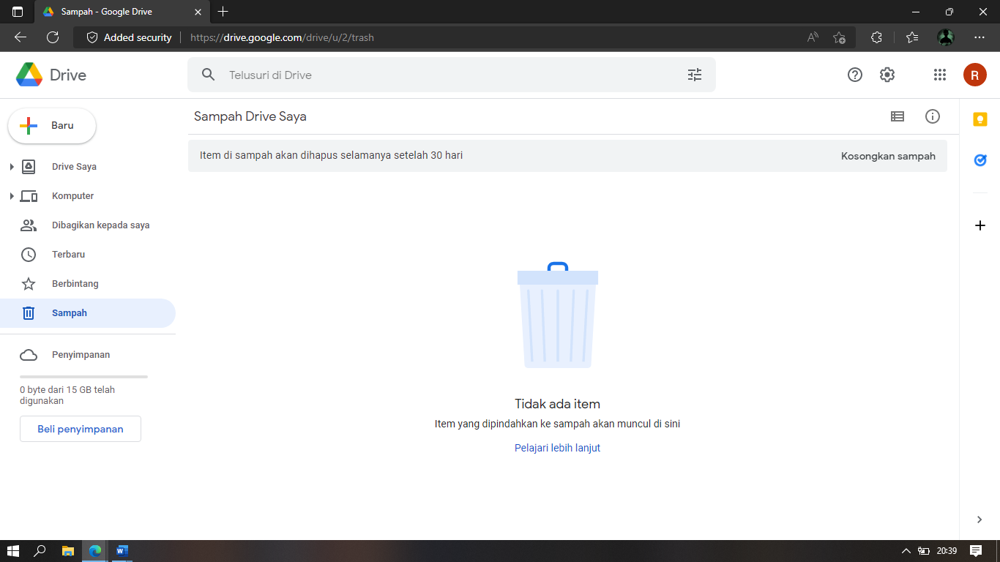 Sampah - Google Drive
Added security
https://drive.google.com/drive/u/2/trash
Drive
Telusuri di Drive
R
Baru
Drive Saya
Komputer
Dibagikan kepada saya
Terbaru
Berbintang
Sampah
Penyimpanan
0 byte dari 15 GB telah
digunakan
Beli penyimpanan
Sampah Drive Saya
Item di sampah akan dihapus selamanya setelah 30 hari
Kosongkan sampah
Tidak ada item
Item yang dipindahkan ke sampah akan muncul di sini
Pelajari lebih lanjut
20:39